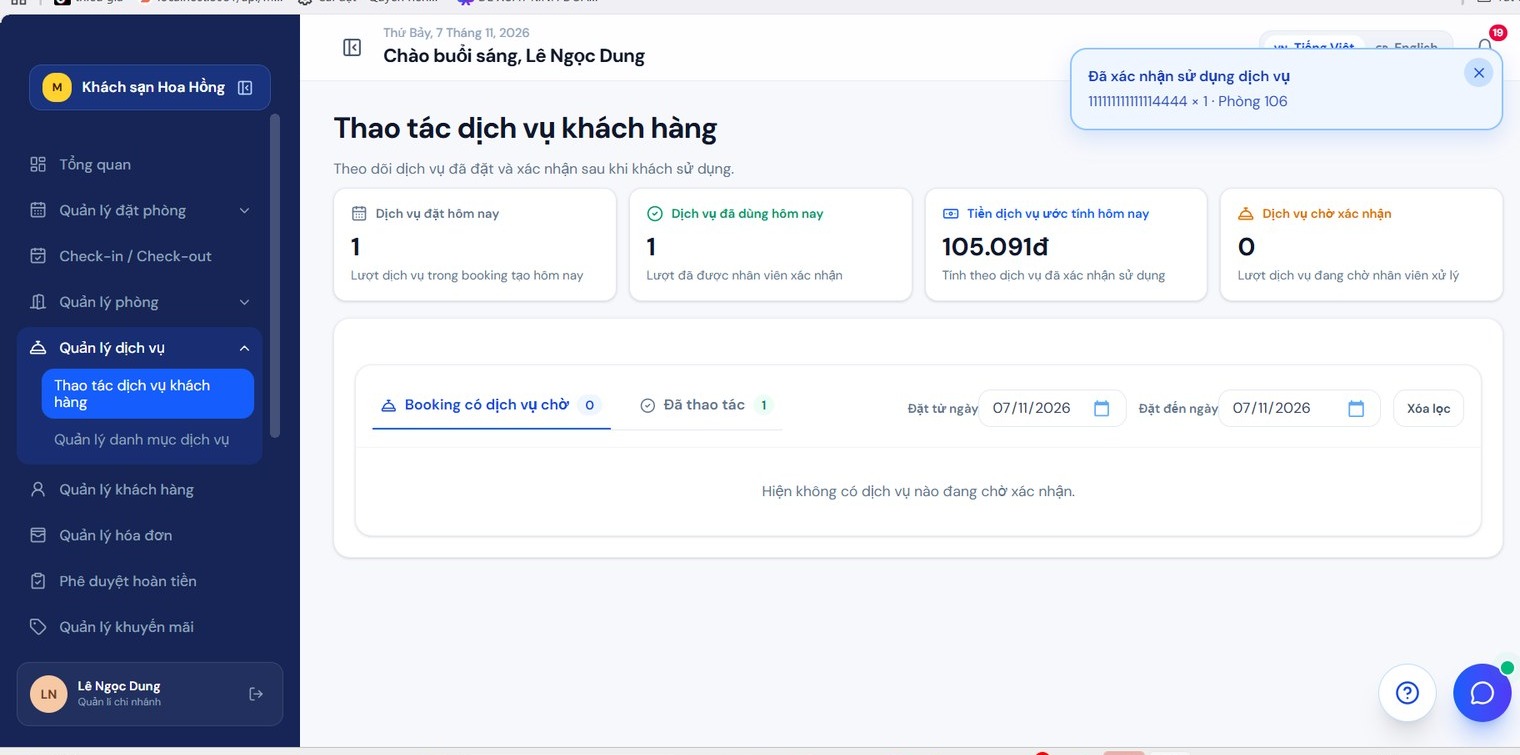 Thứ Bảy, 7 Tháng 11, 2026
Chào buổi sáng, Lê Ngọc Dung
VN Tiếng Việt
English
19
M
Khách sạn Hoa Hồng
Đã xác nhận sử dụng dịch vụ
111111111111114444 × 1 · Phòng 106
Tổng quan
Quản lý đặt phòng
Check-in / Check-out
Quản lý phòng
Quản lý dịch vụ
Thao tác dịch vụ khách
hàng
Quản lý danh mục dịch vụ
Quản lý khách hàng
Quản lý hóa đơn
Phê duyệt hoàn tiền
Quản lý khuyến mãi
LN
Lê Ngọc Dung
Quản lí chi nhánh
Thao tác dịch vụ khách hàng
Theo dõi dịch vụ đã đặt và xác nhận sau khi khách sử dụng.
Dịch vụ đặt hôm nay
1
Lượt dịch vụ trong booking tạo hôm nay
Dịch vụ đã dùng hôm nay
1
Lượt đã được nhân viên xác nhận
Tiền dịch vụ ước tính hôm nay
105.091đ
Tính theo dịch vụ đã xác nhận sử dụng
Dịch vụ chờ xác nhận
0
Lượt dịch vụ đang chờ nhân viên xử lý
Booking có dịch vụ chờ 0
Đã thao tác 1
Đặt từ ngày 07/11/2026
Đặt đến ngày 07/11/2026
Xóa lọc
Hiện không có dịch vụ nào đang chờ xác nhận.